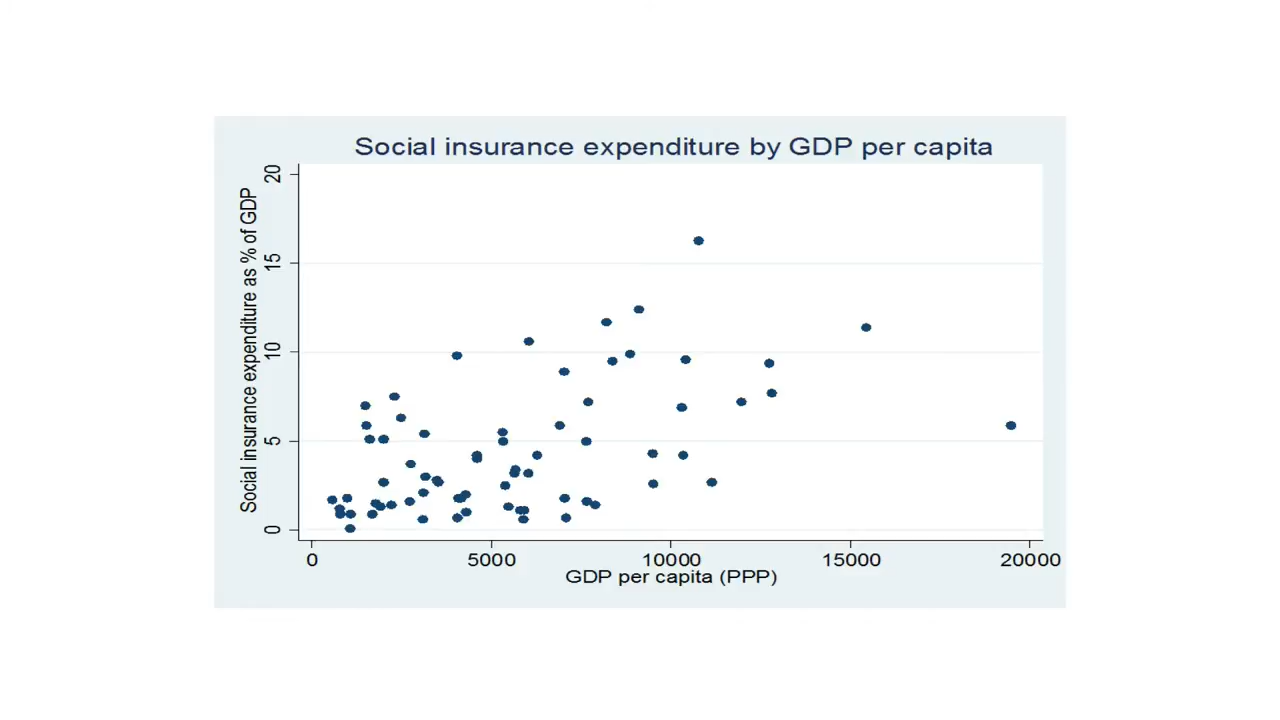 Social insurance expenditure by GDP per capita
Social insurance expenditure as % of GDP
20
15
10
5
0
0 5000 10000 15000 20000
GDP per capita (PPP)